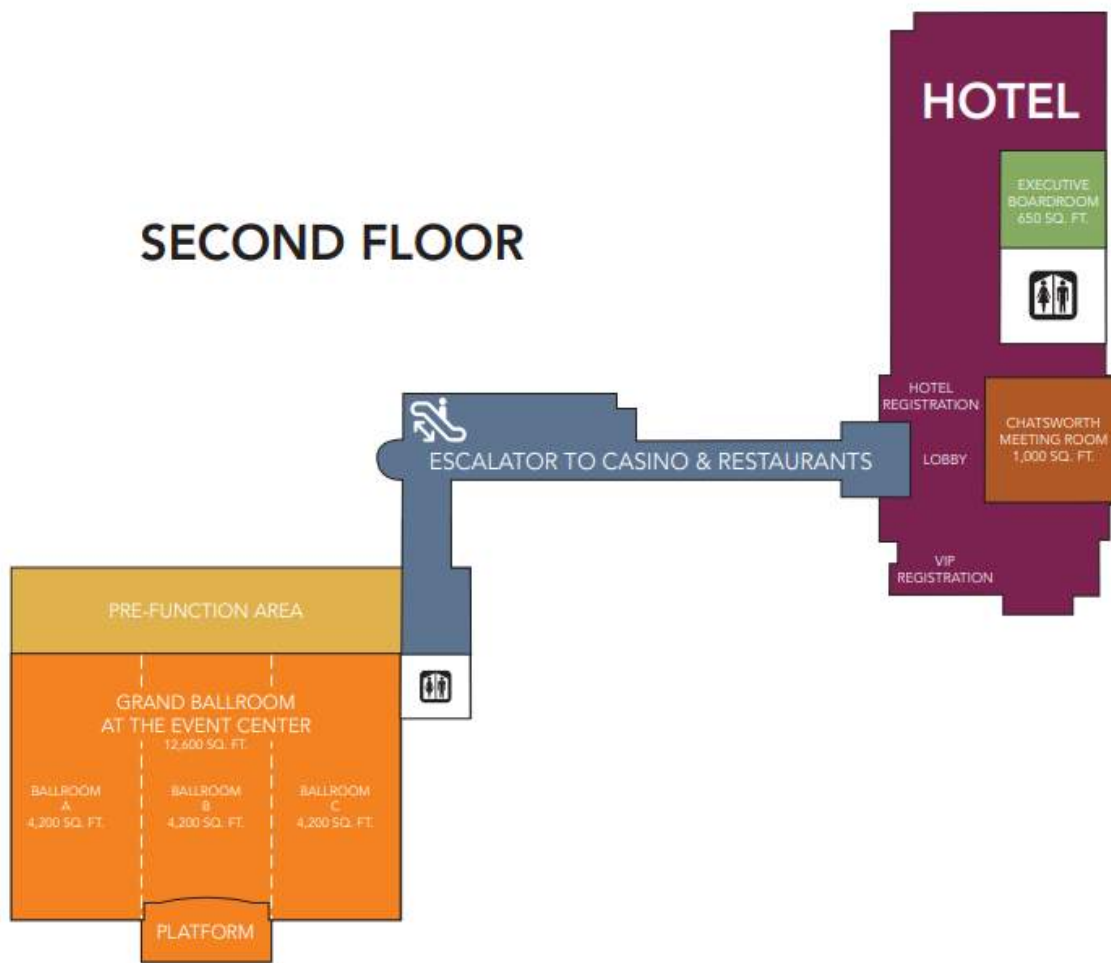 HOTEL
EXECUTIVE
BOARDROOM
650 SQ. FT.
SECOND FLOOR
HOTEL
REGISTRATION
CHATSWORTH
MEETING ROOM
1,000 SQ. FT.
ESCALATOR TO CASINO & RESTAURANTS
LOBBY
VIP
REGISTRATION
PRE-FUNCTION AREA
GRAND BALLROOM
AT THE EVENT CENTER
12,600 SQ. FT.
BALLROOM
A
4,200 SQ. FT.
BALLROOM
B
4,200 SQ. FT.
BALLROOM
C
4,200 SQ. FT.
PLATFORM